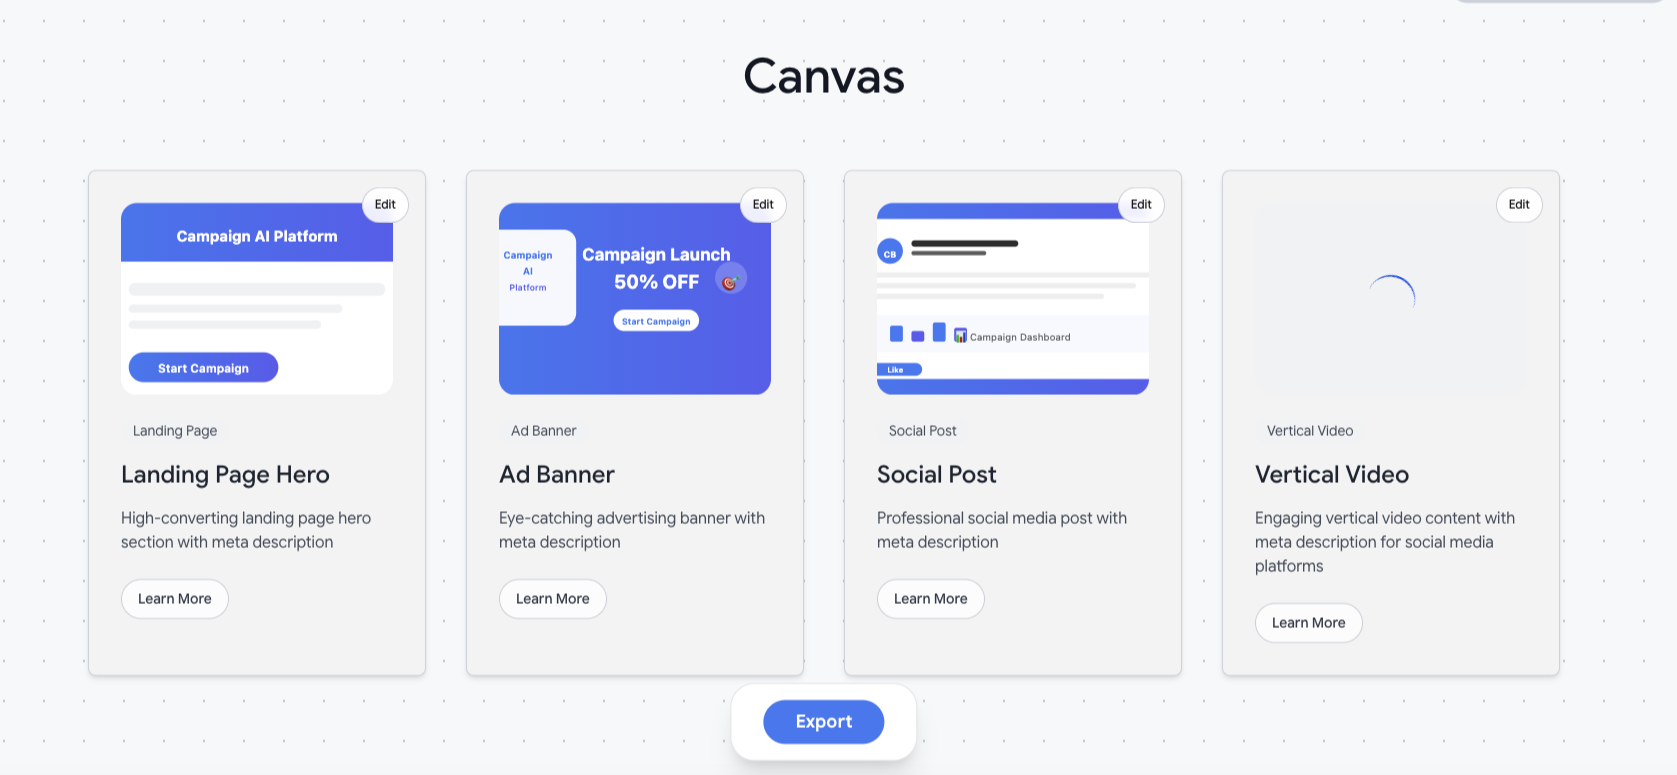 Canvas
Edit
Campaign AI Platform
Start Campaign
Landing Page
Landing Page Hero
High-converting landing page hero
section with meta description
Learn More
Edit
Campaign
AI
Platform
Campaign Launch
50% OFF
Start Campaign
Ad Banner
Ad Banner
Eye-catching advertising banner with
meta description
Learn More
Edit
CB
Campaign Dashboard
Like
Social Post
Social Post
Professional social media post with
meta description
Learn More
Edit
Vertical Video
Vertical Video
Engaging vertical video content with
meta description for social media
platforms
Learn More
Export